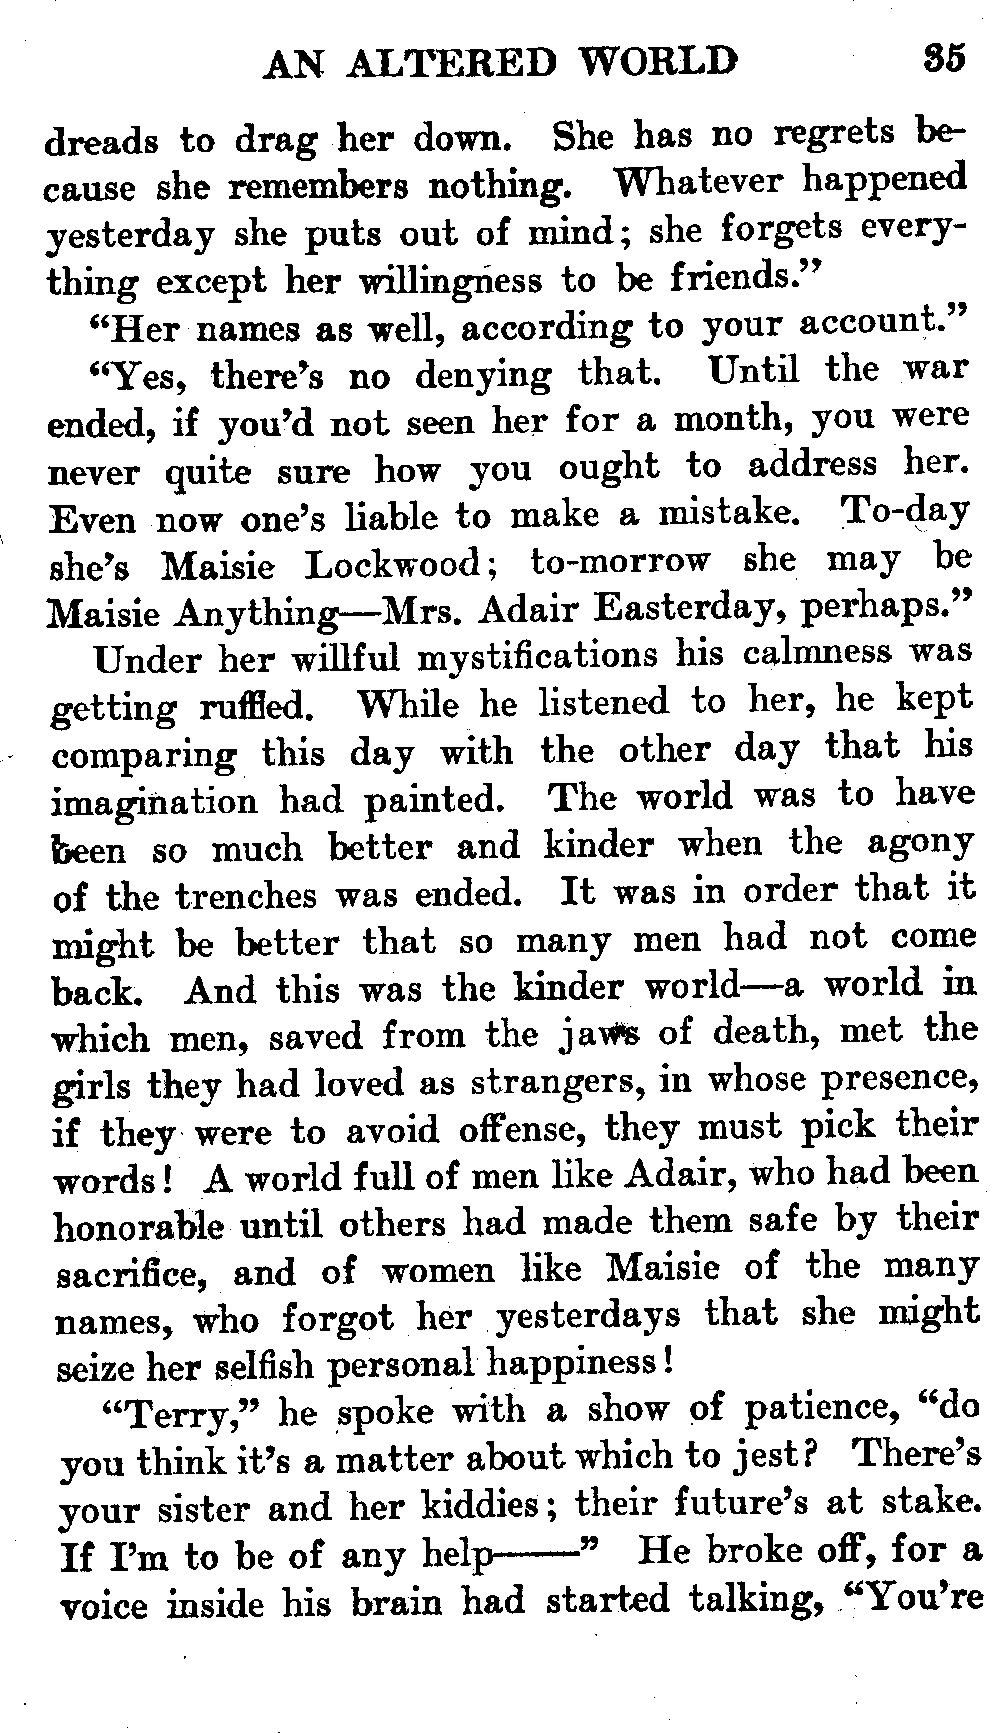 AN ALTERED WORLD 35
dreads to drag her down. She has no regrets be-
cause she remembers nothing. Whatever happened
yesterday she puts out of mind; she forgets every-
thing except her willingness to be friends."
"Her names as well, according to your account."
"Yes, there's no denying that. Until the war
ended, if you'd not seen her for a month, you were
never quite sure how you ought to address her.
Even now one's liable to make a mistake. To-day
she's Maisie Lockwood; to-morrow she may be
Maisie Anything—Mrs. Adair Easterday, perhaps."
Under her willful mystifications his calmness was
getting ruffled. While he listened to her, he kept
comparing this day with the other day that his
imagination had painted. The world was to have
been so much better and kinder when the agony
of the trenches was ended. It was in order that it
might be better that so many men had not come
back. And this was the kinder world—a world in
which men, saved from the jaws of death, met the
girls they had loved as strangers, in whose presence,
if they were to avoid offense, they must pick their
words! A world full of men like Adair, who had been
honorable until others had made them safe by their
sacrifice, and of women like Maisie of the many
names, who forgot her yesterdays that she might
seize her selfish personal happiness!
"Terry," he spoke with a show of patience, "do
you think it's a matter about which to jest? There's
your sister and her kiddies; their future's at stake.
If I'm to be of any help——" He broke off, for a
voice inside his brain had started talking, "You're